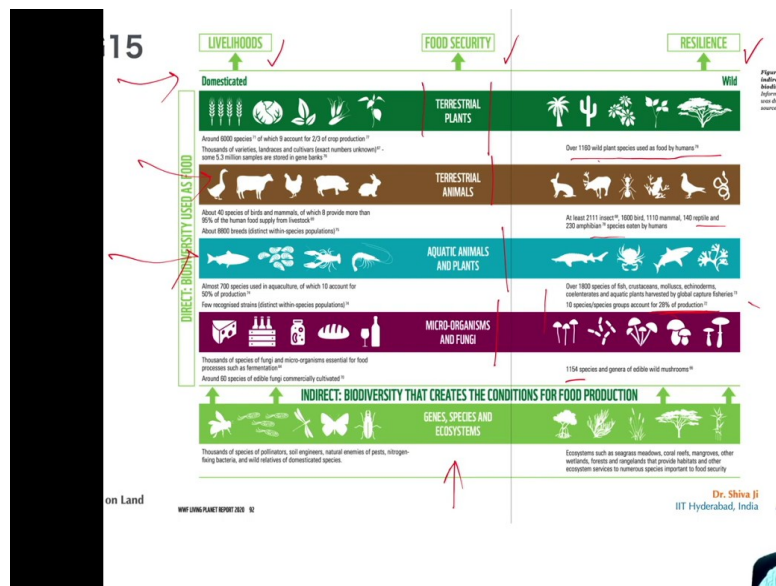 15
LIVELIHOODS
FOOD SECURITY
RESILIENCE
Domesticated
Wild
DIRECT: BIODIVERSITY USED AS FOOD
TERRESTRIAL
PLANTS
Around 6000 species of which 9 account for 2/3 of crop production
Thousands of varieties, landraces and cultivars (exact numbers unknown) -
some 5.3 million samples are stored in gene banks
Over 1160 wild plant species used as food by humans
TERRESTRIAL
ANIMALS
About 40 species of birds and mammals, of which 8 provide more than
95% of the human food supply from livestock
About 8800 breeds (distinct within-species populations)
At least 2111 insect, 1600 bird, 1110 mammal, 140 reptile and
230 amphibian species eaten by humans
AQUATIC ANIMALS
AND PLANTS
Almost 700 species used in aquaculture, of which 10 account for
50% of production
Few recognised strains (distinct within-species populations)
Over 1800 species of fish, crustaceans, molluscs, echinoderms,
coelenterates and aquatic plants harvested by global capture fisheries
10 species/species groups account for 28% of production
MICRO-ORGANISMS
AND FUNGI
Thousands of species of fungi and micro-organisms essential for food
processes such as fermentation
Around 60 species of edible fungi commercially cultivated
1154 species and genera of edible wild mushrooms
INDIRECT: BIODIVERSITY THAT CREATES THE CONDITIONS FOR FOOD PRODUCTION
GENES, SPECIES AND
ECOSYSTEMS
Thousands of species of pollinators, soil engineers, natural enemies of pests, nitrogen-
fixing bacteria, and wild relatives of domesticated species.
Ecosystems such as seagrass meadows, coral reefs, mangroves, other
wetlands, forests and rangelands that provide habitats and other
ecosystem services to numerous species important to food security
on Land
WWF LIVING PLANET REPORT 2020 92
Dr. Shiva Ji
IIT Hyderabad, India